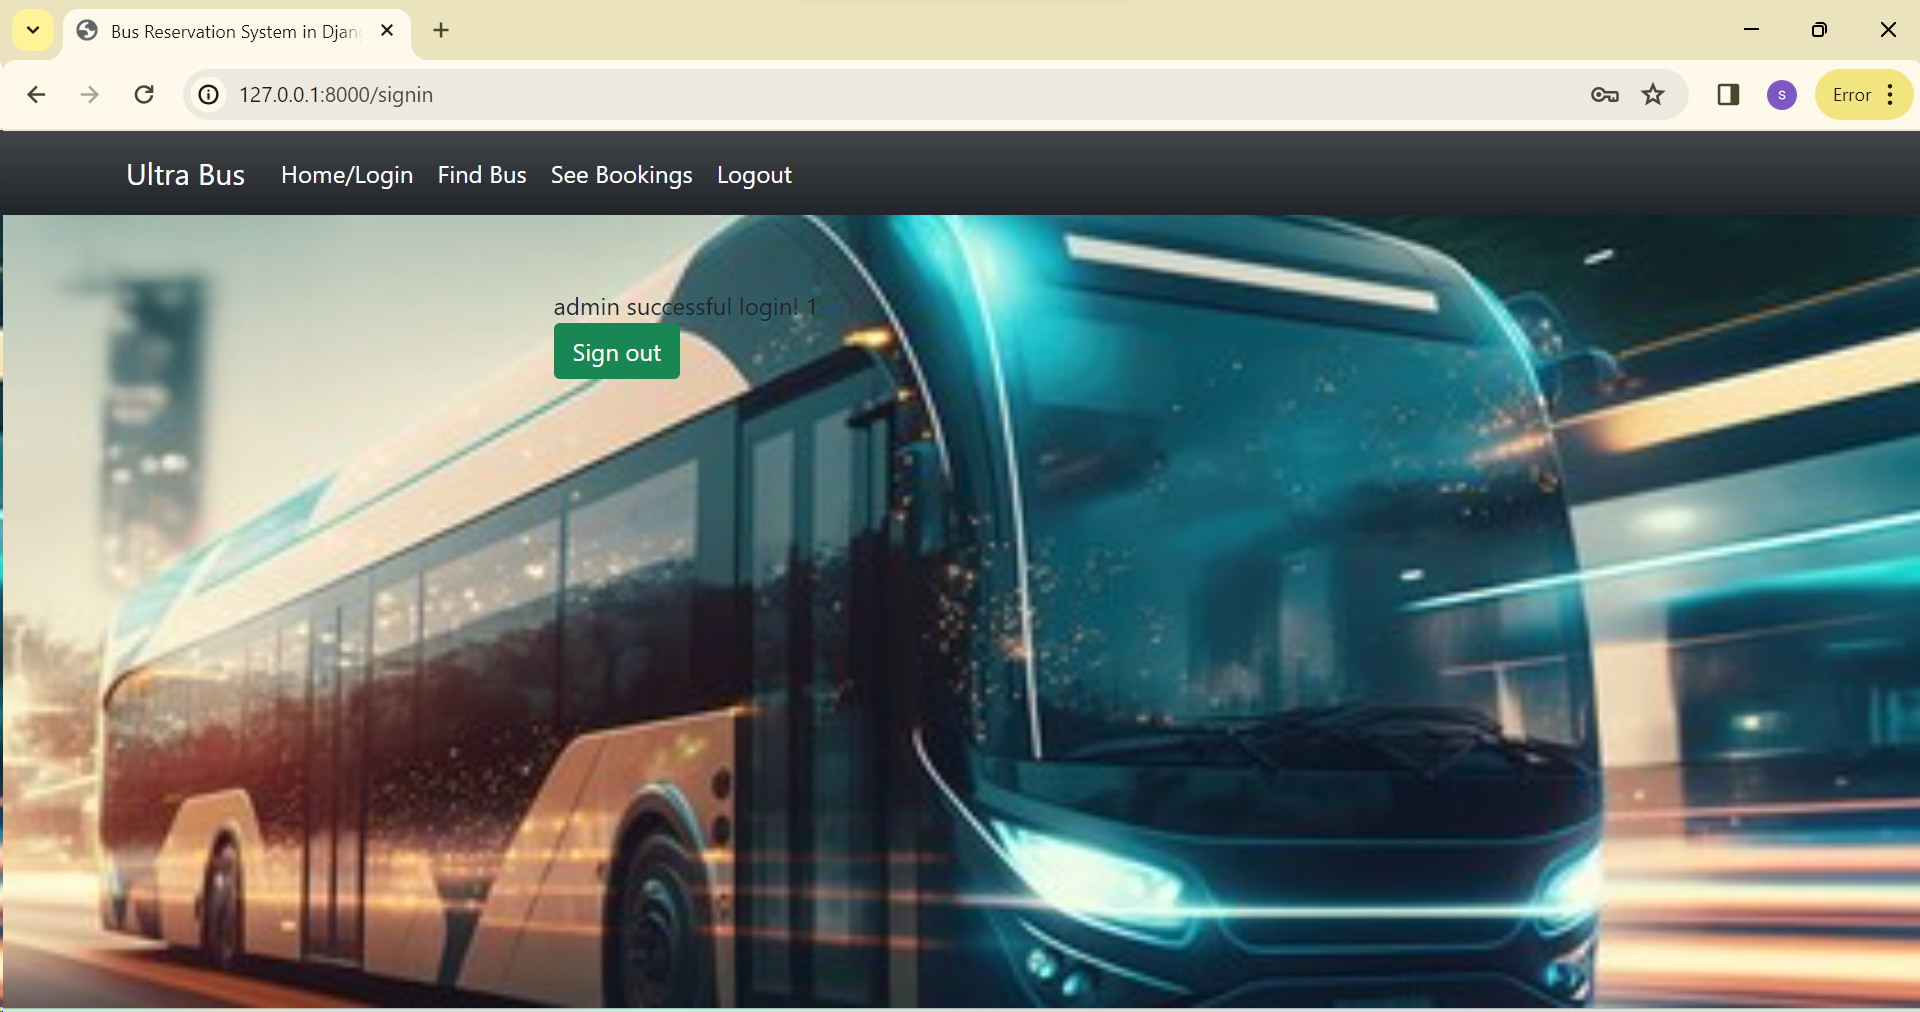 Bus Reservation System in Djan
127.0.0.1:8000/signin
S
Error
Ultra Bus Home/Login Find Bus See Bookings Logout
admin successful login! 1
Sign out